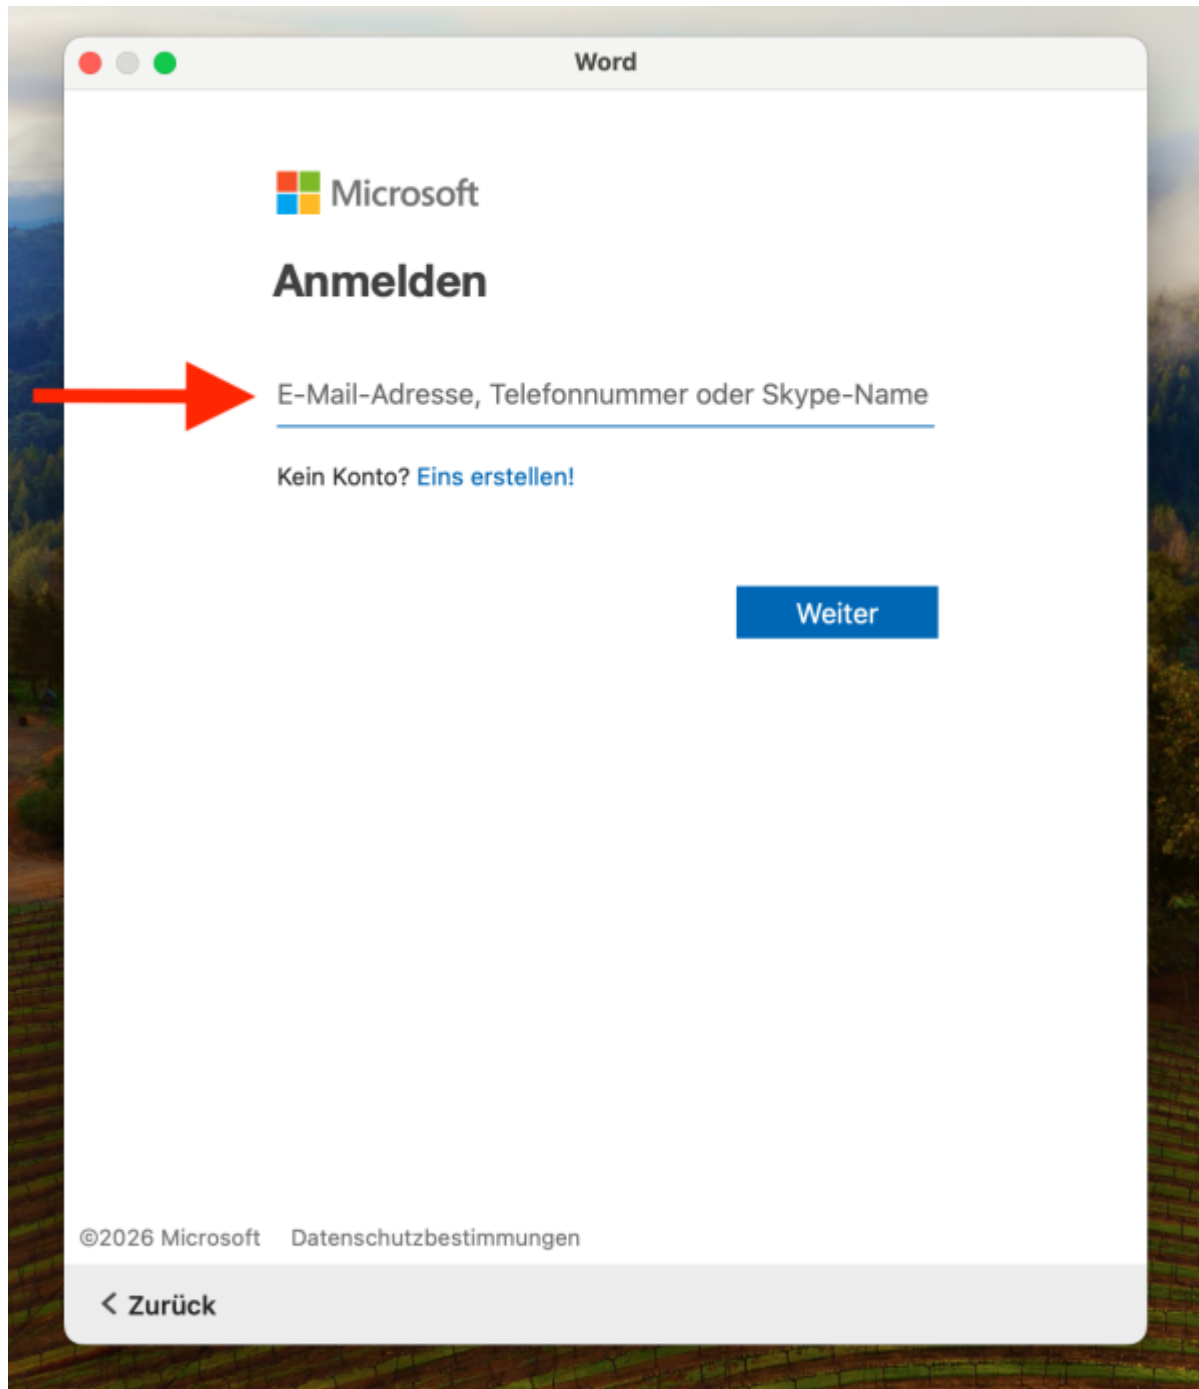 Word
Microsoft
Anmelden
E-Mail-Adresse, Telefonnummer oder Skype-Name
Kein Konto? Eins erstellen!
Weiter
©2026 Microsoft Datenschutzbestimmungen
< Zurück